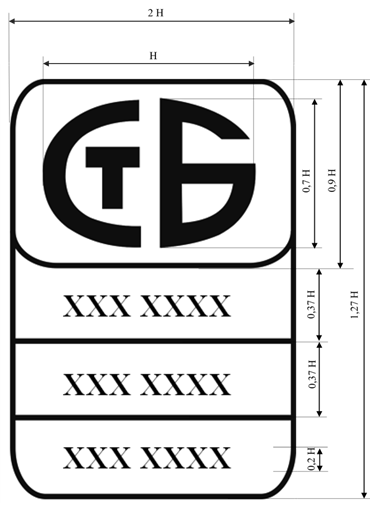 2 H
H
СТБ
0,7 H
0,9 H
XXX XXXX
0,37 H
1,27 H
XXX XXXX
0,37 H
XXX XXXX
0,2 H